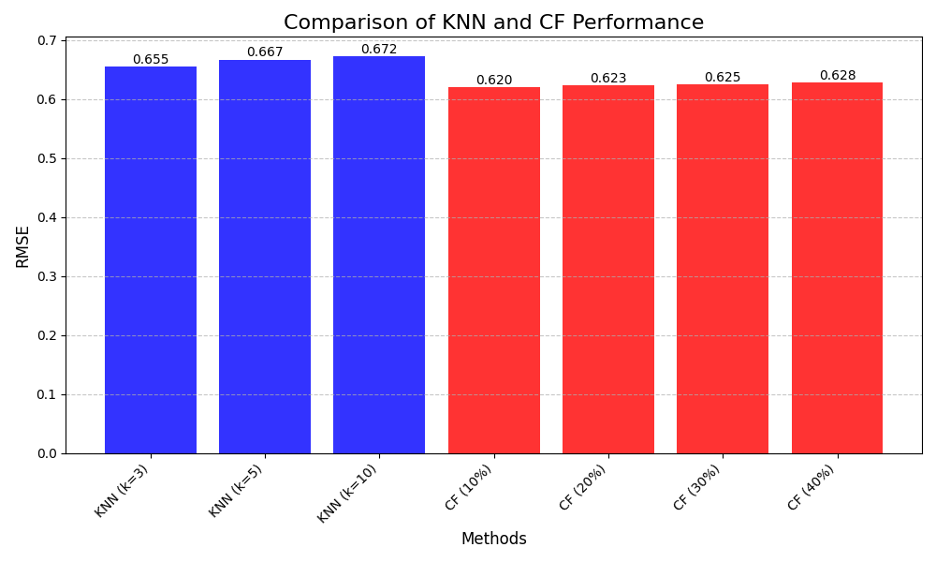 Comparison of KNN and CF Performance
RMSE
0.7
0.6
0.5
0.4
0.3
0.2
0.1
0.0
0.655
0.667
0.672
0.620
0.623
0.625
0.628
KNN (k=3)
KNN (k=5)
KNN (k=10)
CF (10%)
CF (20%)
CF (30%)
CF (40%)
Methods